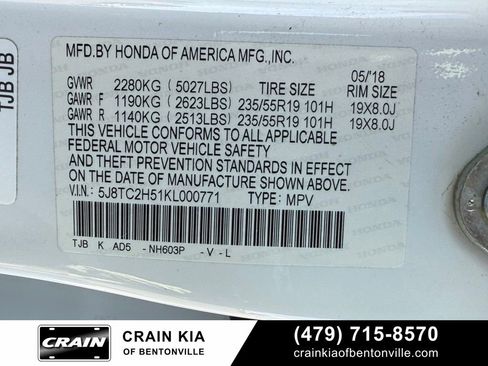 TJB JB
MFD.BY HONDA OF AMERICA MFG.,INC.
05/18
GVWR 2280KG (5027LBS) TIRE SIZE RIM SIZE
GAWR F 1190KG (2623LBS) 235/55R19 101H 19X8.0J
GAWR R 1140KG (2513LBS) 235/55R19 101H 19X8.0J
THIS VEHICLE CONFORMS TO ALL APPLICABLE
FEDERAL MOTOR VEHICLE SAFETY
AND THEFT PREVENTION STANDARDS IN EFFECT
ON THE DATE OF MANUFACTURE SHOWN ABOVE.
V.I.N.: 5J8TC2H51KL000771 TYPE: MPV
TJB K AD5 -NH603P -V-L
CRAIN
CRAIN KIA
OF BENTONVILLE
(479) 715-8570
crainkiaofbentonville.com